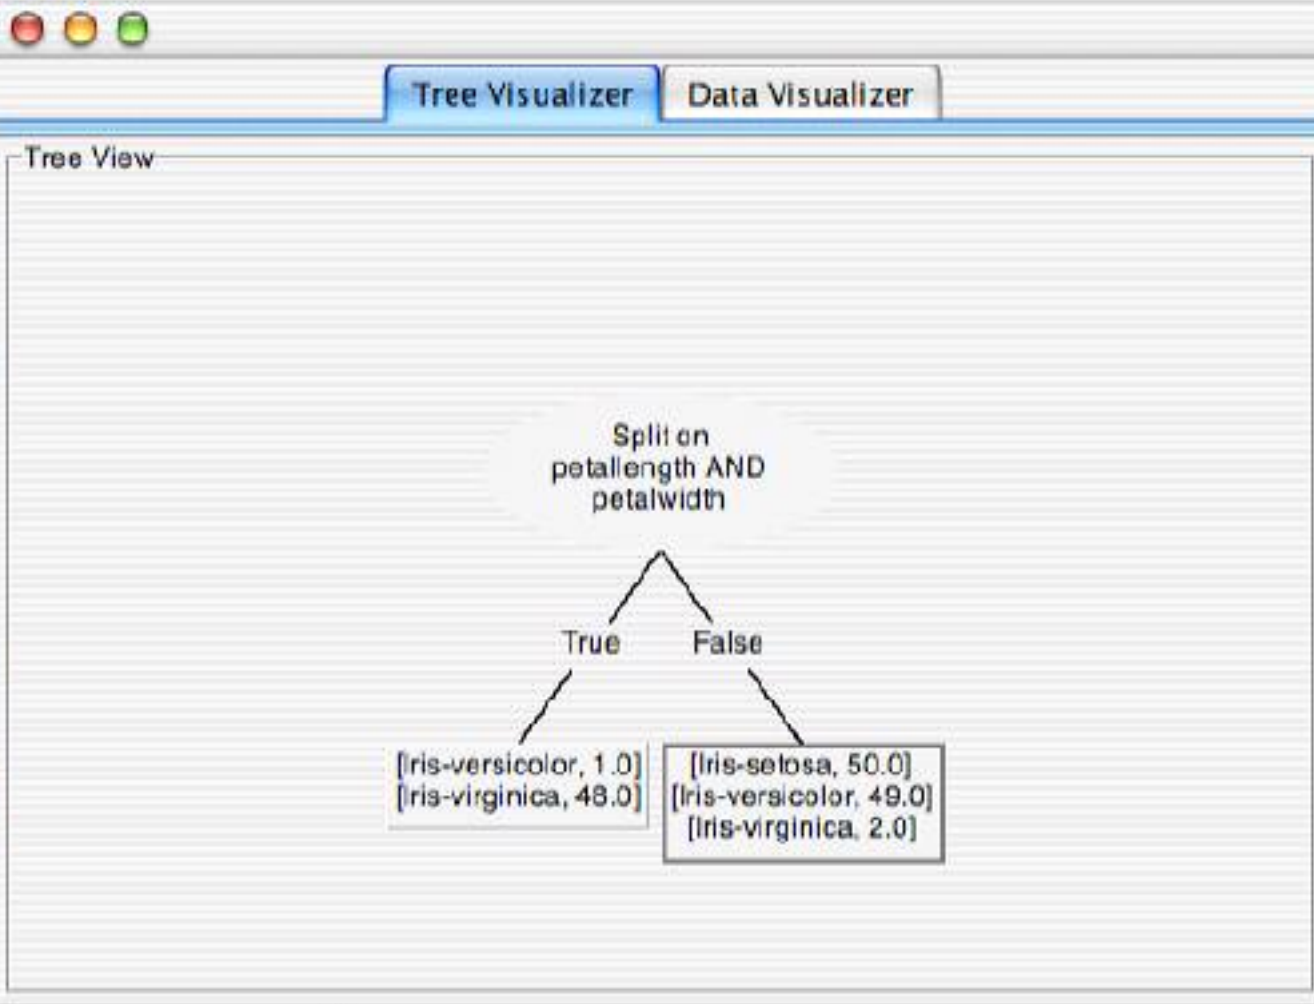 Tree Visualizer
Data Visualizer
Tree View
Split on
petallength AND
petalwidth
True
False
[Iris-versicolor, 1.0]
[Iris-virginica, 48.0]
[Iris-setosa, 50.0]
[Iris-versicolor, 49.0]
[Iris-virginica, 2.0]